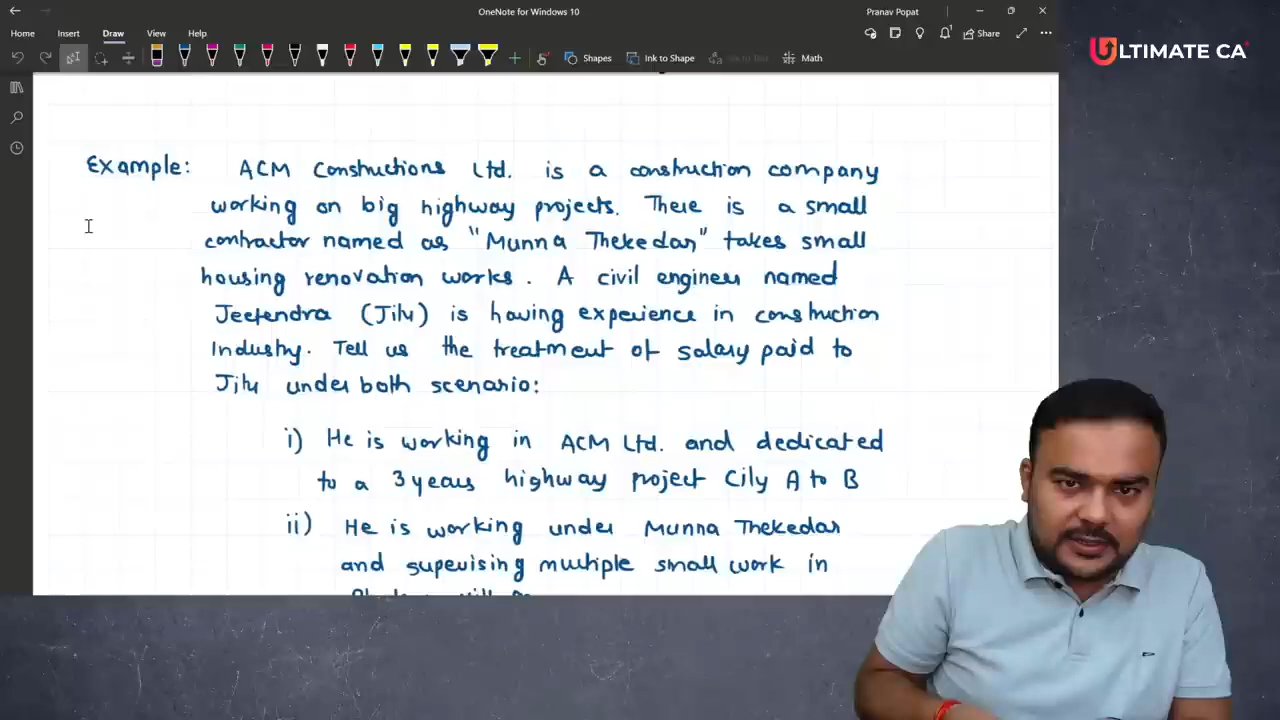 OneNote for Windows 10
Pranav Popat
Home Insert Draw View Help
Share
Shapes Ink to Shape Math
ULTIMATE CA
Example: ACM Constructions Ltd. is a construction company
working on big highway projects. There is a small
contractor named as "Munna Thekedar" takes small
housing renovation works. A civil engineer named
Jeetendra (Jitu) is having experience in construction
Industry. Tell us the treatment of salary paid to
Jitu under both scenario:
i) He is working in ACM Ltd. and dedicated
to a 3 years highway project City A to B
ii) He is working under Munna Thekedar
and supevising multiple small work in